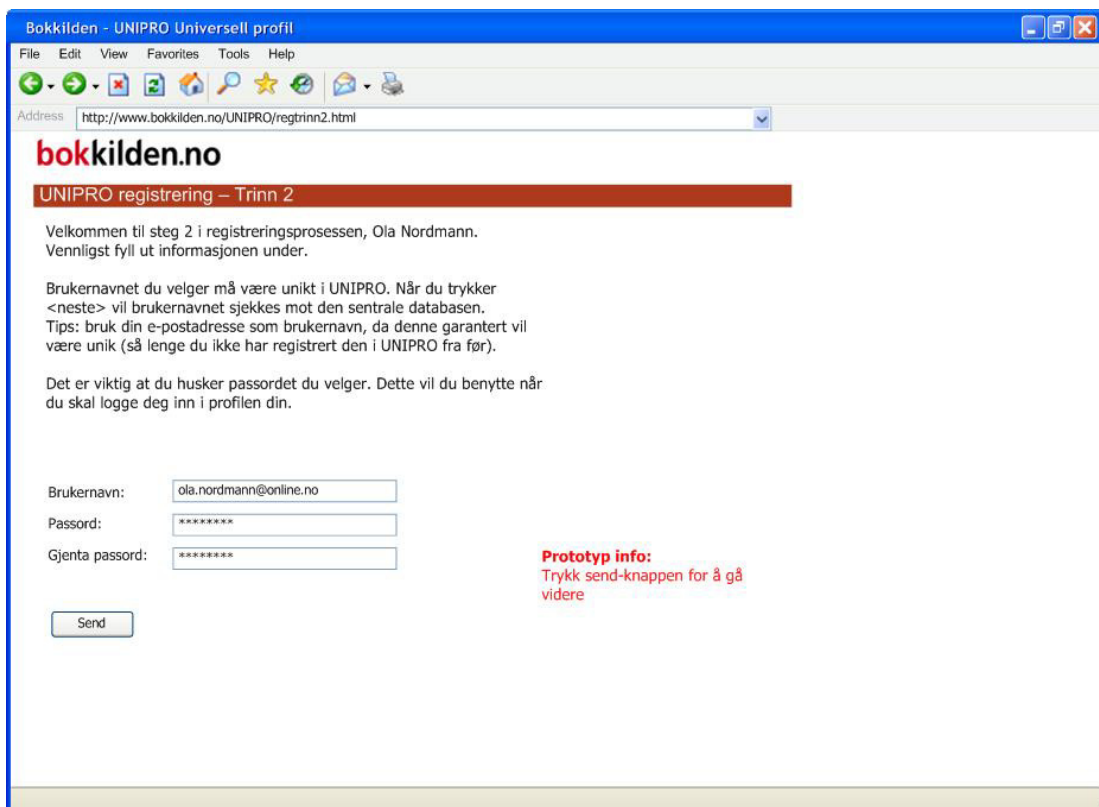 Bokkilden - UNIPRO Universell profil
File Edit View Favorites Tools Help
Address http://www.bokkilden.no/UNIPRO/regtrinn2.html
bokkilden.no
UNIPRO registrering – Trinn 2
Velkommen til steg 2 i registreringsprosessen, Ola Nordmann.
Vennligst fyll ut informasjonen under.
Brukernavnet du velger må være unikt i UNIPRO. Når du trykker
<neste> vil brukernavnet sjekkes mot den sentrale databasen.
Tips: bruk din e-postadresse som brukernavn, da denne garantert vil
være unik (så lenge du ikke har registrert den i UNIPRO fra før).
Det er viktig at du husker passordet du velger. Dette vil du benytte når
du skal logge deg inn i profilen din.
Brukernavn: ola.nordmann@online.no
Passord: ********
Gjenta passord: ********
Prototyp info:
Trykk send-knappen for å gå
videre
Send